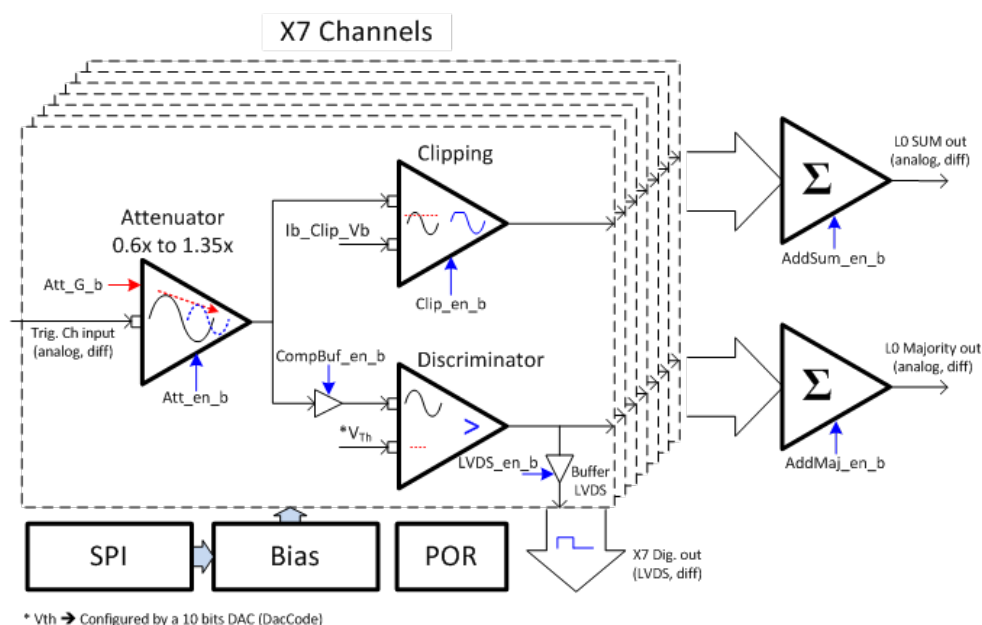 X7 Channels
Clipping
Attenuator
0.6x to 1.35x
Ib_Clip_Vb
Att_G_b
Clip_en_b
Trig. Ch input
(analog, diff)
CompBuf_en_b
Discriminator
Att_en_b
*VTh
>
LVDS_en_b
Buffer
LVDS
Σ
L0 SUM out
(analog, diff)
AddSum_en_b
Σ
L0 Majority out
(analog, diff)
AddMaj_en_b
SPI
Bias
POR
X7 Dig. out
(LVDS, diff)
* Vth ➔ Configured by a 10 bits DAC (DacCode)